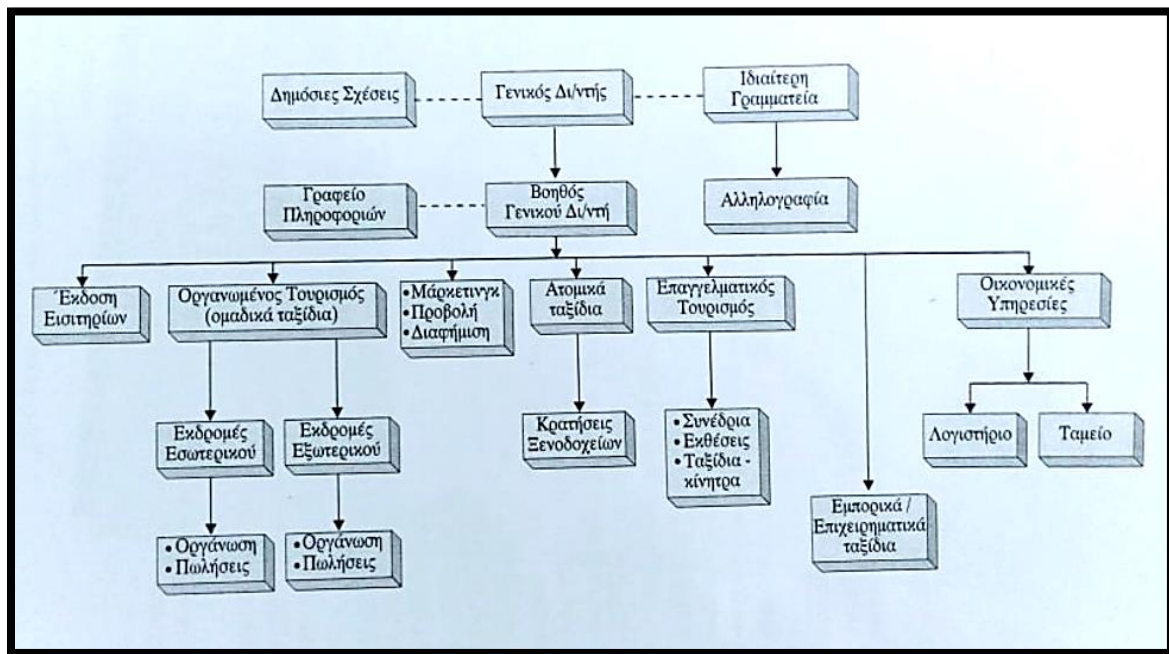 Δημόσιες Σχέσεις
Γενικός Δι/ντής
Ιδιαίτερη
Γραμματεία
Γραφείο
Πληροφοριών
Βοηθός
Γενικού Δι/ντή
Αλληλογραφία
Έκδοση
Εισιτηρίων
Οργανωμένος Τουρισμός
(ομαδικά ταξίδια)
• Μάρκετινγκ
• Προβολή
• Διαφήμιση
Ατομικά
ταξίδια
Επαγγελματικός
Τουρισμός
Οικονομικές
Υπηρεσίες
Εκδρομές
Εσωτερικού
Εκδρομές
Εξωτερικού
Κρατήσεις
Ξενοδοχείων
• Συνέδρια
• Εκθέσεις
• Ταξίδια -
κίνητρα
Λογιστήριο
Ταμείο
Εμπορικά /
Επιχειρηματικά
ταξίδια
• Οργάνωση
• Πωλήσεις
• Οργάνωση
• Πωλήσεις